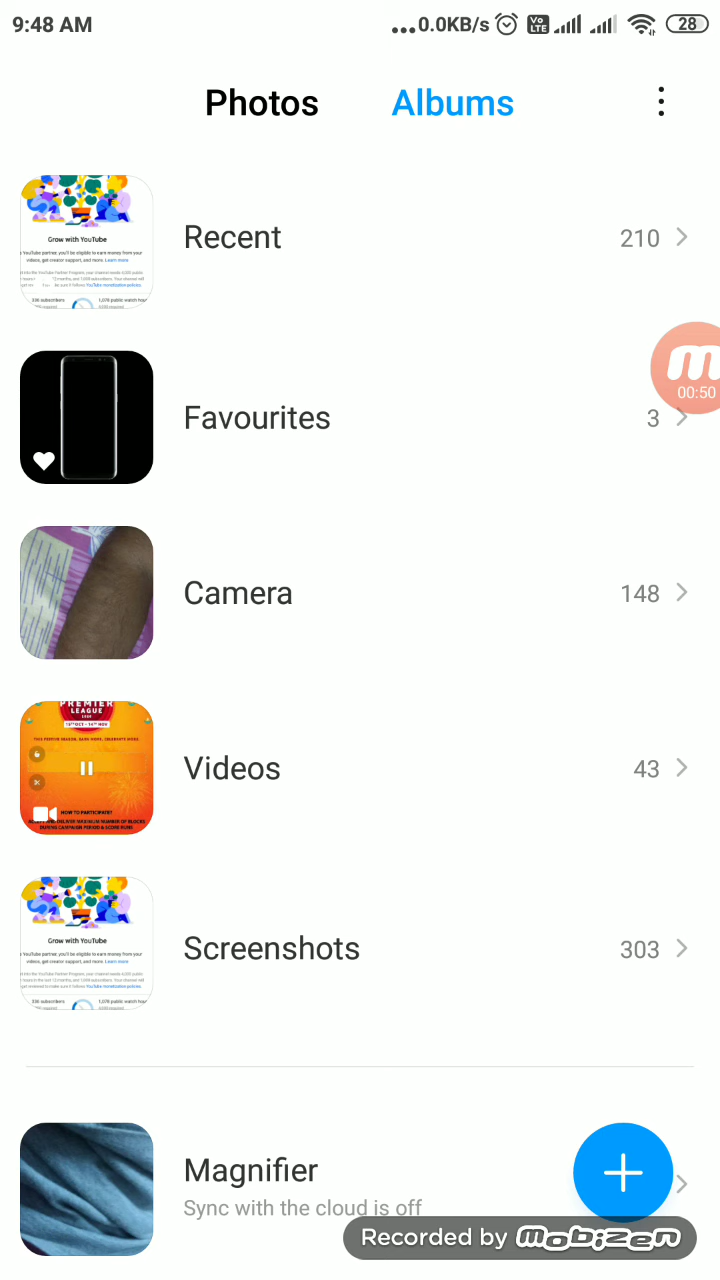 9:48 AM
...0.0KB/s Vo LTE 28
Photos Albums
Grow with YouTube
Recent 210
00:50
Favourites 3
Camera 148
PREMIER
LEAGUE
HOW TO PARTICIPATE?
Videos 43
Grow with YouTube
Screenshots 303
Magnifier
Sync with the cloud is off
Recorded by mobizen